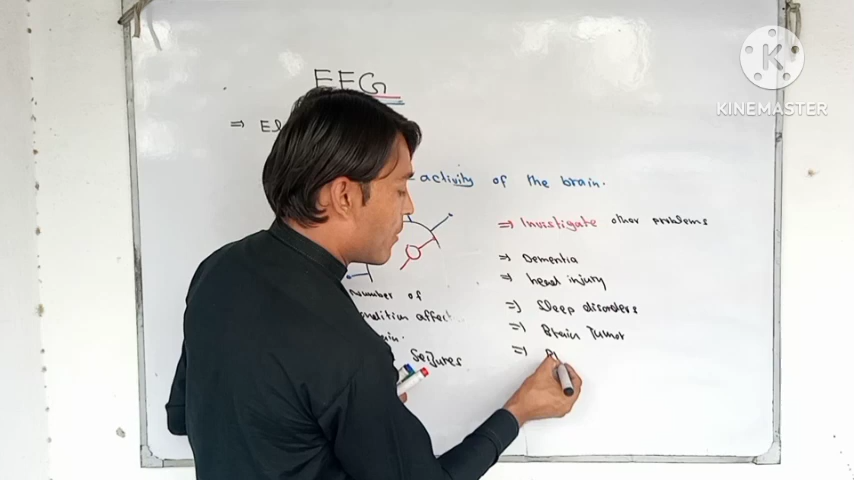 EEG
⇒ El
activity of the brain.
number of
condition affect
Seizures
⇒ Investigate other problems
⇒ Dementia
⇒ head injury
⇒ Sleep disorders
⇒ Brain Tumor
⇒
KINEMASTER